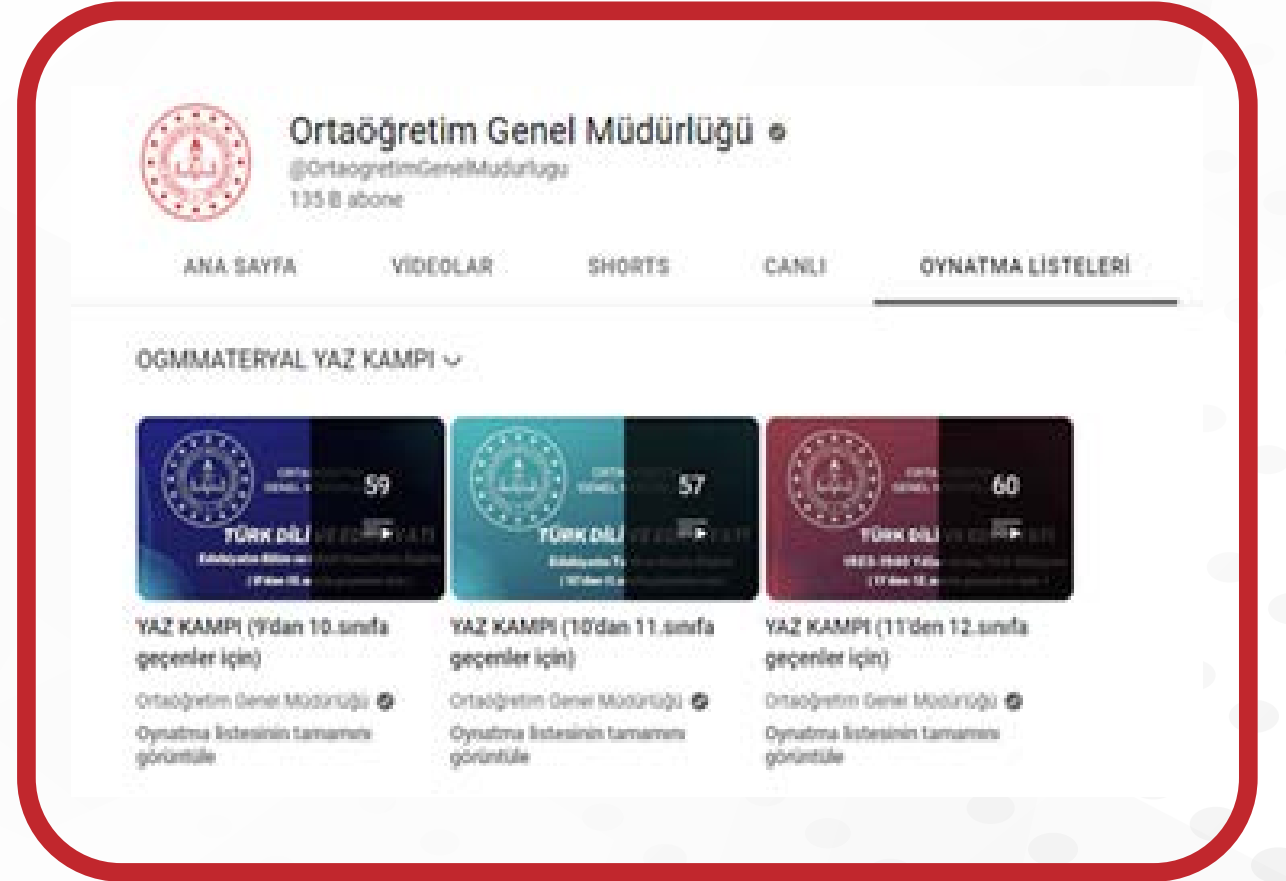 Ortaöğretim Genel Müdürlüğü
@OrtaogretimGenelMudurlugu
135 B abone
ANA SAYFA VİDEOLAR SHORTS CANLI OYNATMA LİSTELERİ
OGMMATERYAL YAZ KAMPI
59
TÜRK DİLİ
57
TÜRK DİLİ
60
TÜRK DİLİ
YAZ KAMPI (9'dan 10.sınıfa
geçenler için)
Ortaöğretim Genel Müdürlüğü
Oynatma listesinin tamamını
görüntüle
YAZ KAMPI (10'dan 11.sınıfa
geçenler için)
Ortaöğretim Genel Müdürlüğü
Oynatma listesinin tamamını
görüntüle
YAZ KAMPI (11'den 12.sınıfa
geçenler için)
Ortaöğretim Genel Müdürlüğü
Oynatma listesinin tamamını
görüntüle